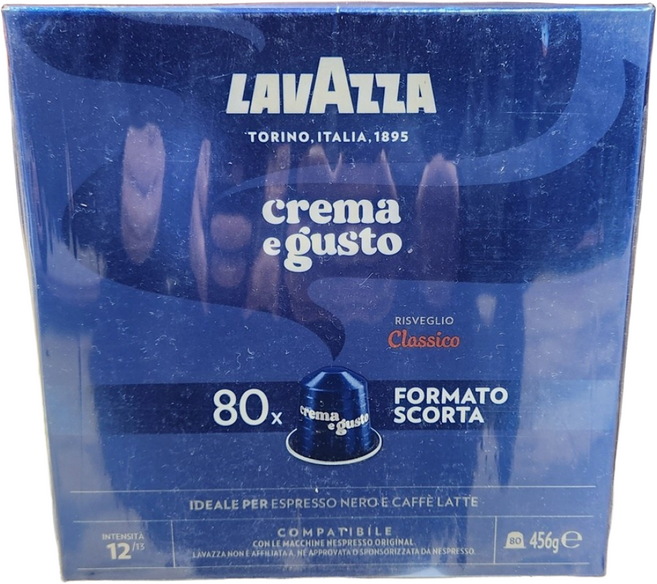 LAVAZZA
TORINO, ITALIA, 1895
crema
e gusto
RISVEGLIO
Classico
80x
crema
e gusto
FORMATO
SCORTA
IDEALE PER ESPRESSO NERO E CAFFÈ LATTE
INTENSITÀ
12/13
COMPATIBILE
CON LE MACCHINE NESPRESSO ORIGINAL
LAVAZZA NON È AFFILIATA A, NÈ APPROVATA O SPONSORIZZATA DA NESPRESSO
80 456g℮